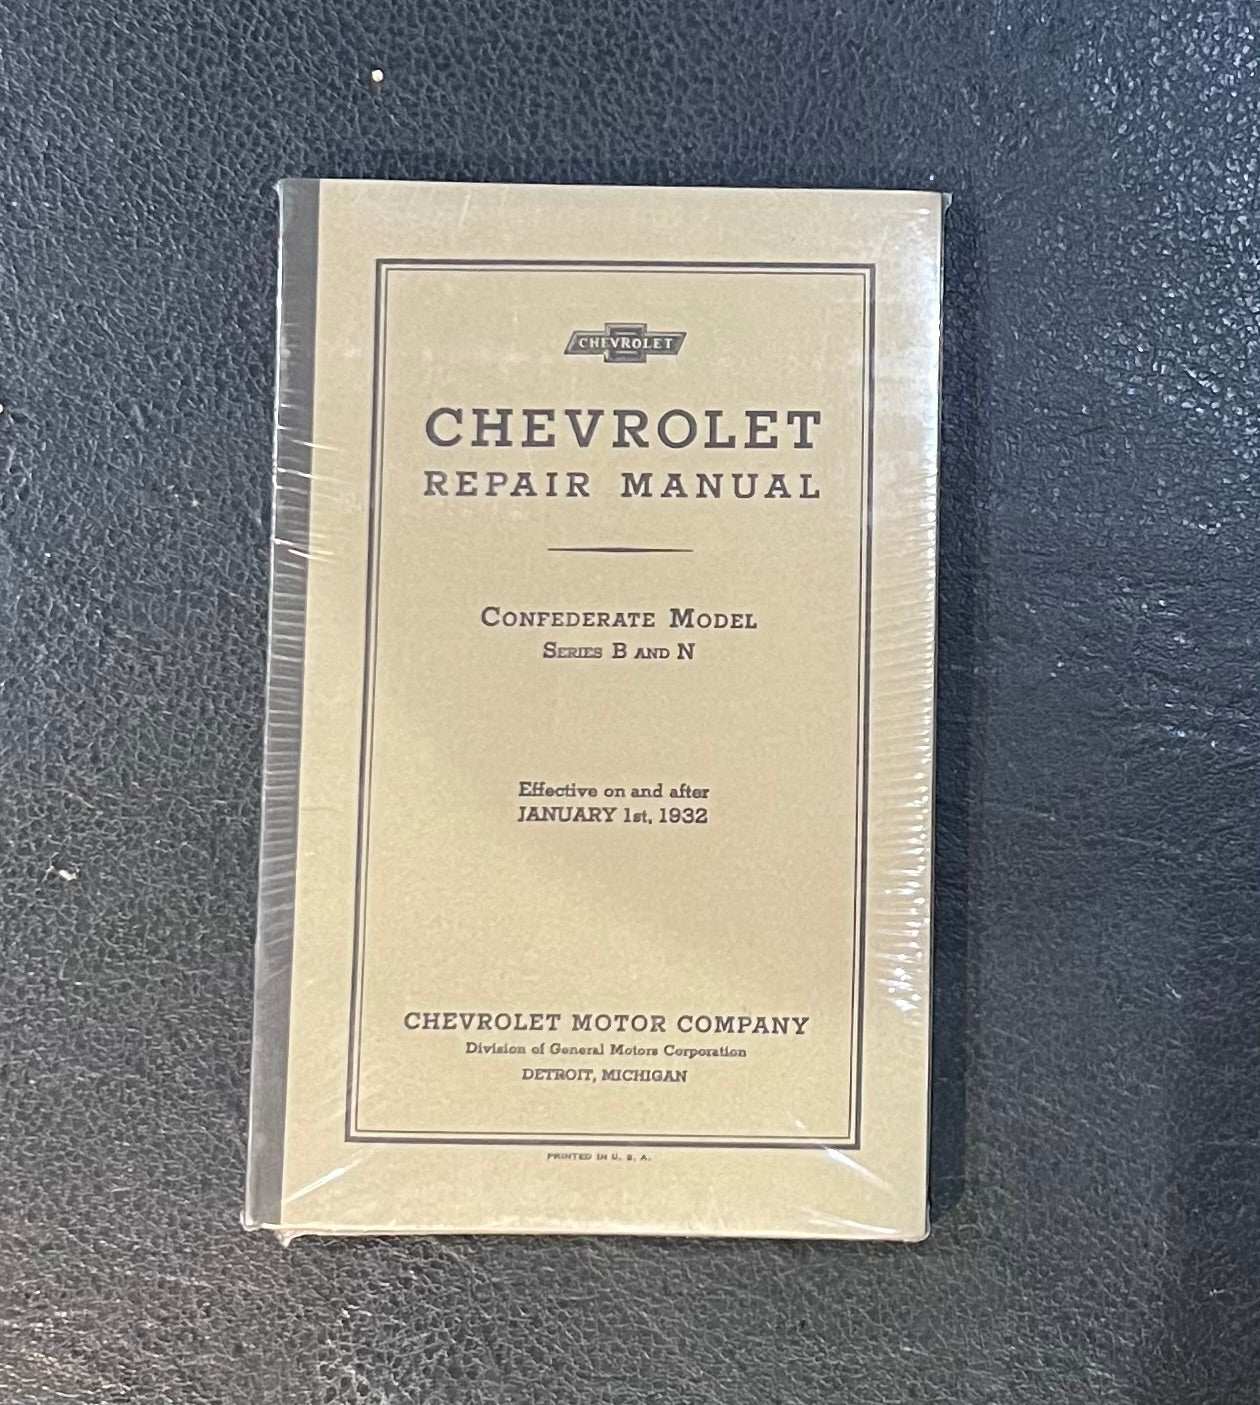 CHEVROLET
CHEVROLET
REPAIR MANUAL
CONFEDERATE MODEL
SERIES B AND N
Effective on and after
JANUARY 1st, 1932
CHEVROLET MOTOR COMPANY
Division of General Motors Corporation
DETROIT, MICHIGAN
PRINTED IN U. S. A.